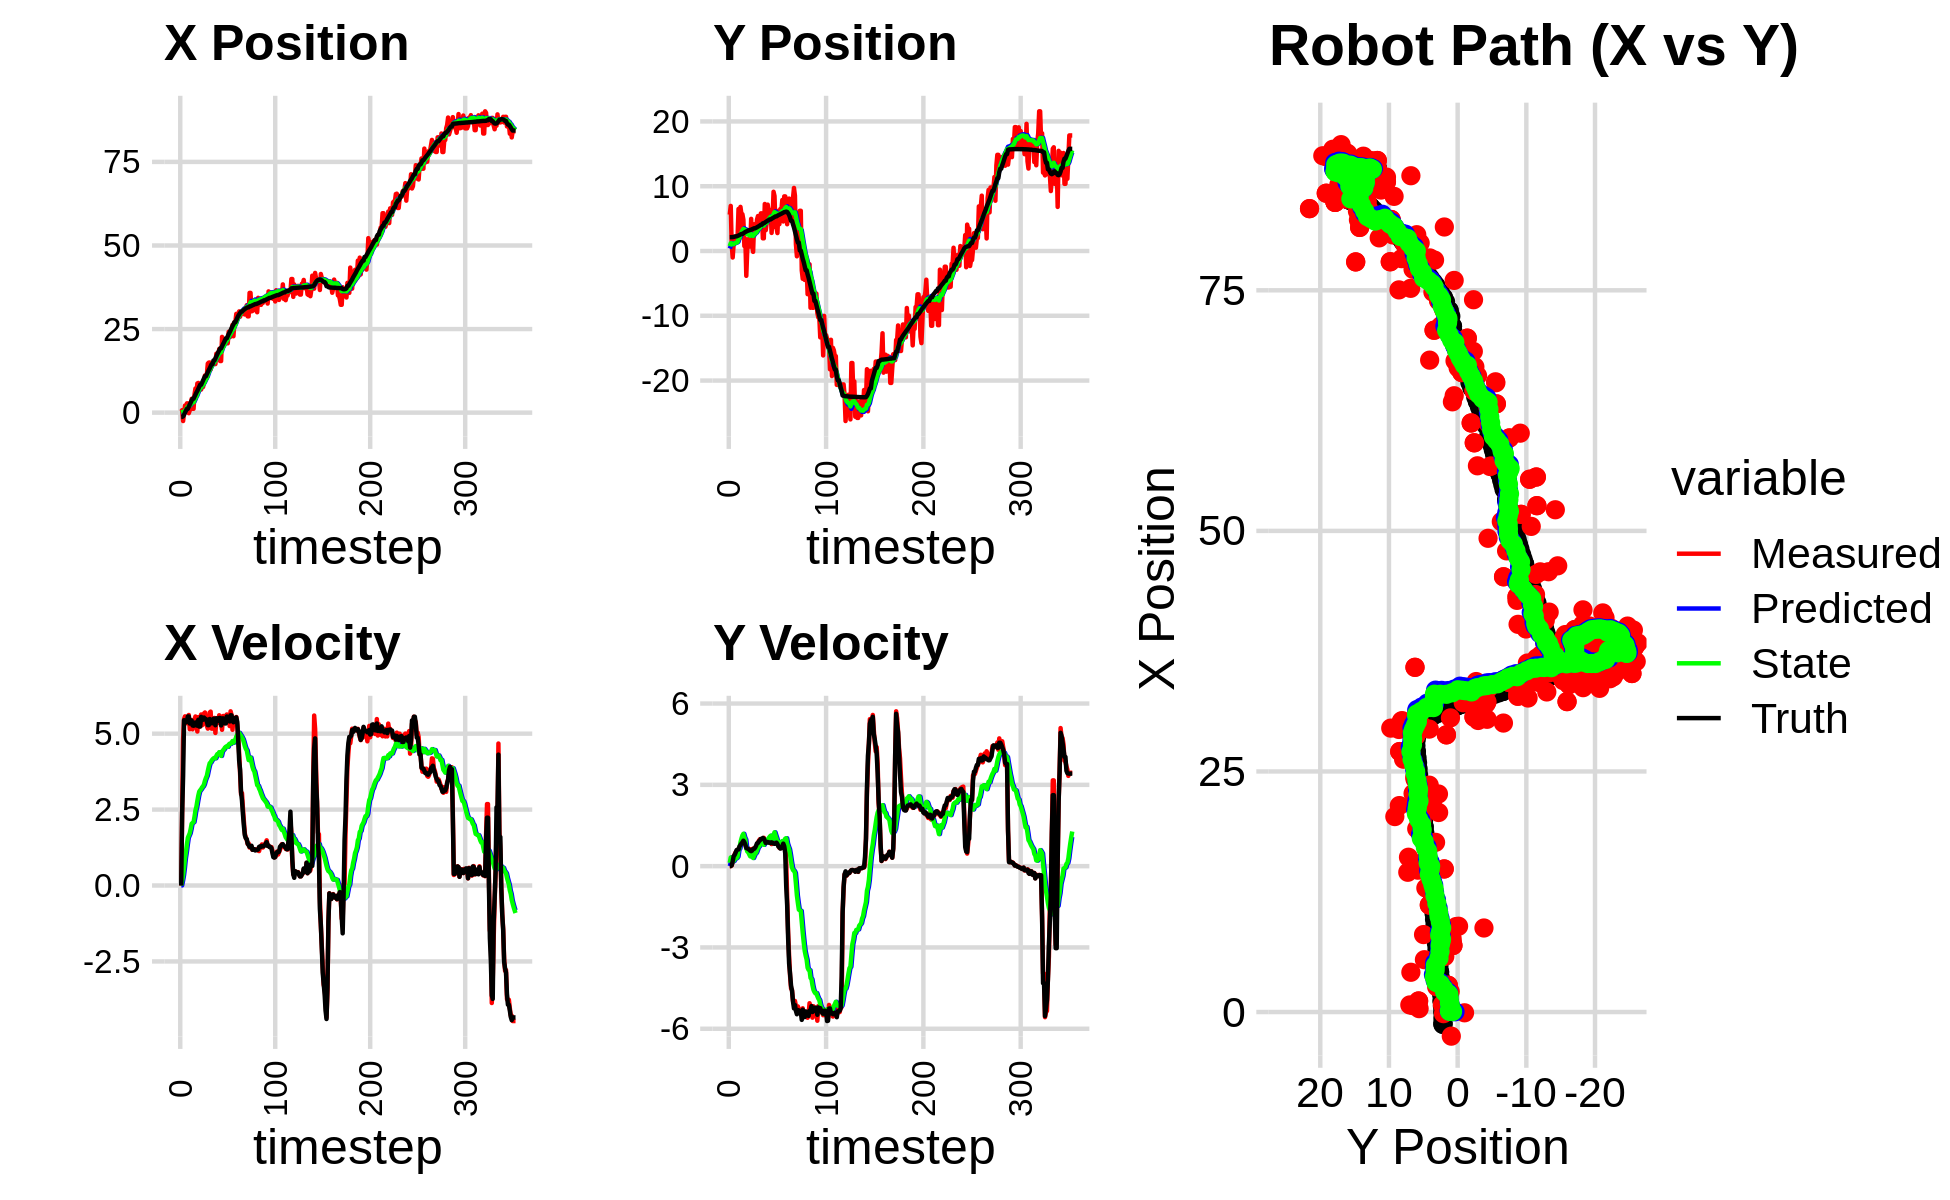 X Position
75
50
25
0
0
100
200
300
timestep
Y Position
20
10
0
-10
-20
0
100
200
300
timestep
X Velocity
5.0
2.5
0.0
-2.5
0
100
200
300
timestep
Y Velocity
6
3
0
-3
-6
0
100
200
300
timestep
Robot Path (X vs Y)
X Position
75
50
25
0
20 10 0 -10 -20
Y Position
variable
Measured
Predicted
State
Truth